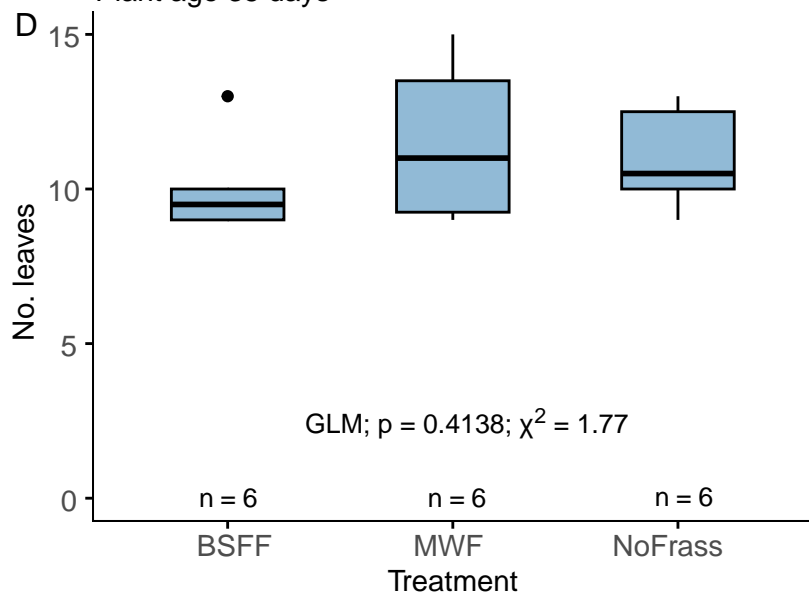 D
15
10
5
0
No. leaves
GLM; p = 0.4138; χ² = 1.77
n = 6 n = 6 n = 6
BSFF MWF NoFrass
Treatment